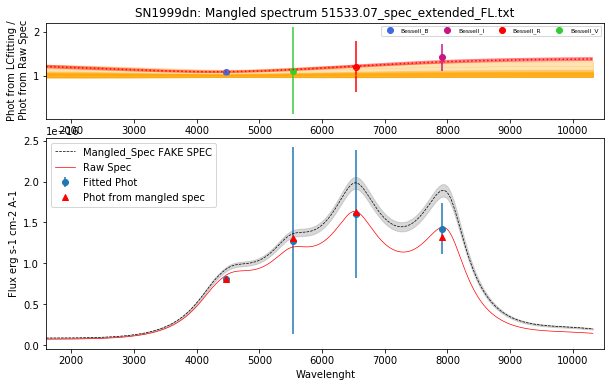 SN1999dn: Mangled spectrum 51533.07_spec_extended_FL.txt
Phot from LCfitting /
Phot from Raw Spec
2
1
Bessell_B
Bessell_I
Bessell_R
Bessell_V
2000 3000 4000 5000 6000 7000 8000 9000 10000
1e−16
Flux erg s-1 cm-2 A-1
2.5
2.0
1.5
1.0
0.5
0.0
Mangled_Spec FAKE SPEC
Raw Spec
Fitted Phot
Phot from mangled spec
2000 3000 4000 5000 6000 7000 8000 9000 10000
Wavelenght